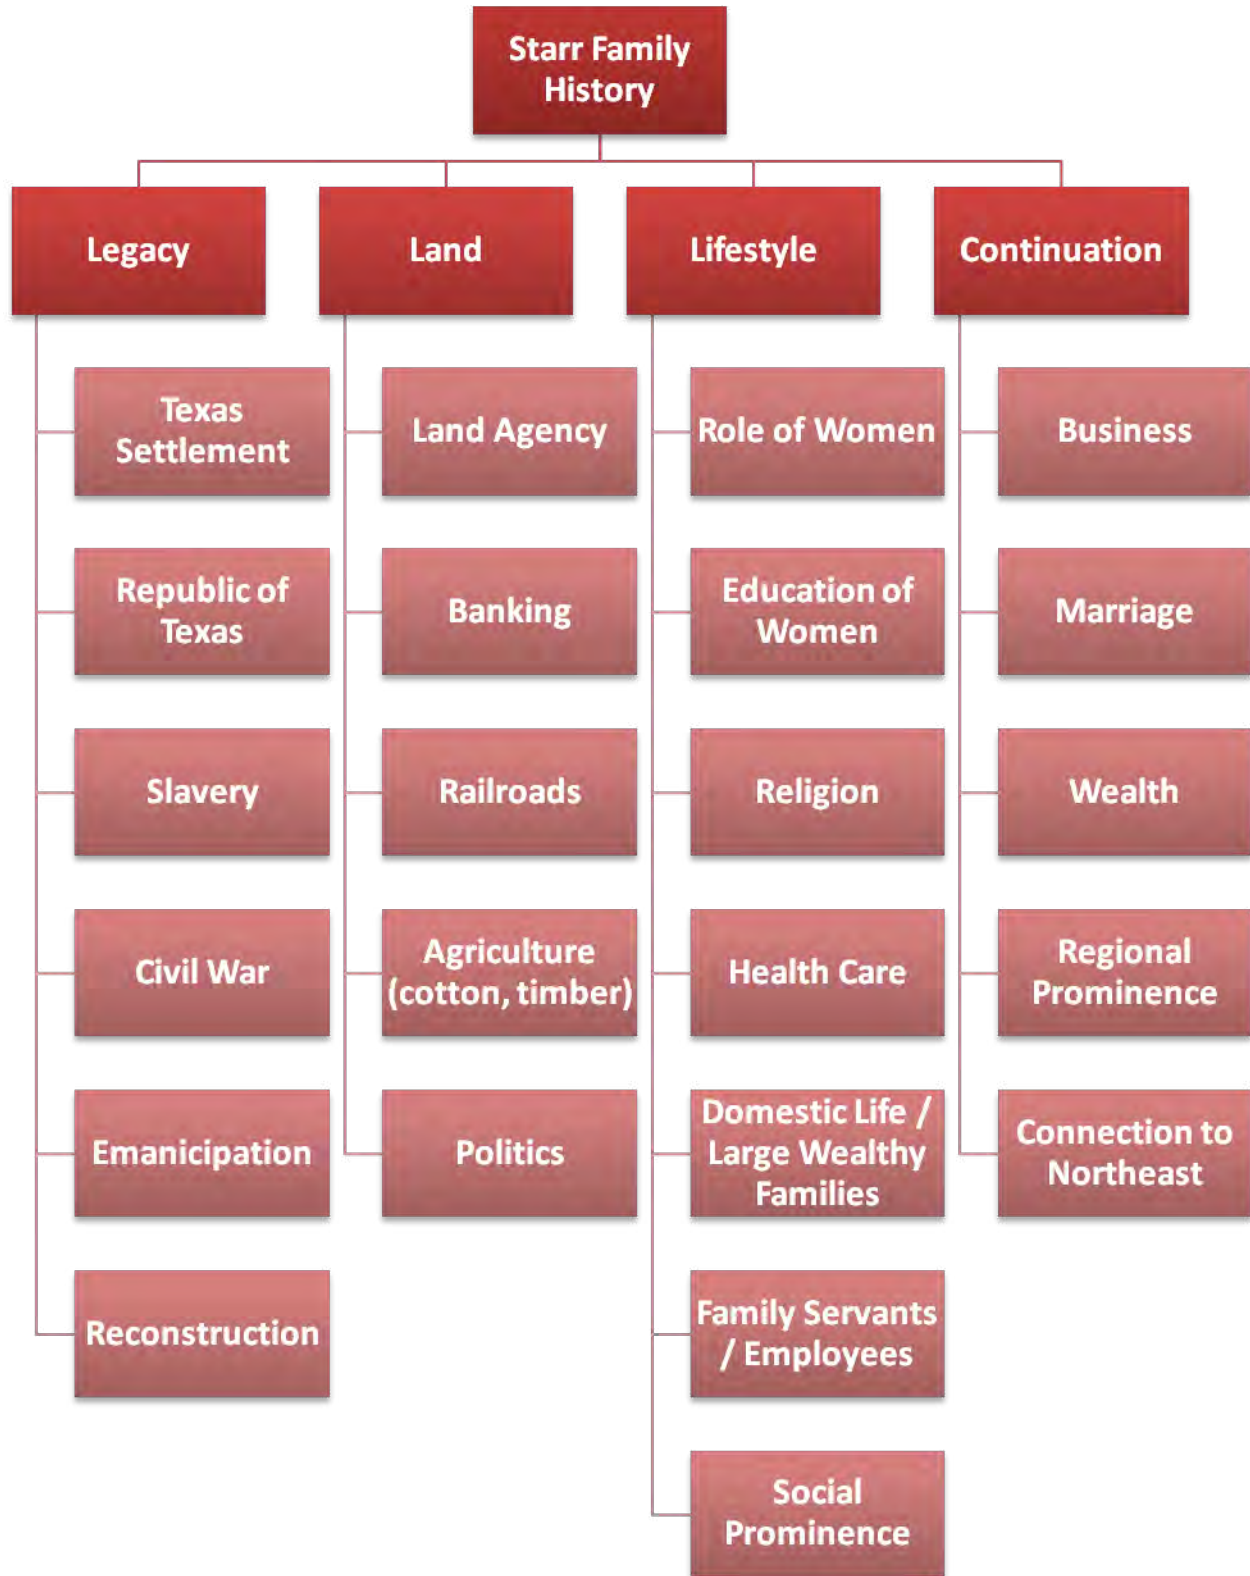 Starr Family
History
Legacy
Land
Lifestyle
Continuation
Texas
Settlement
Republic of
Texas
Slavery
Civil War
Emanicipation
Reconstruction
Land Agency
Banking
Railroads
Agriculture
(cotton, timber)
Politics
Role of Women
Education of
Women
Religion
Health Care
Domestic Life /
Large Wealthy
Families
Family Servants
/ Employees
Social
Prominence
Business
Marriage
Wealth
Regional
Prominence
Connection to
Northeast